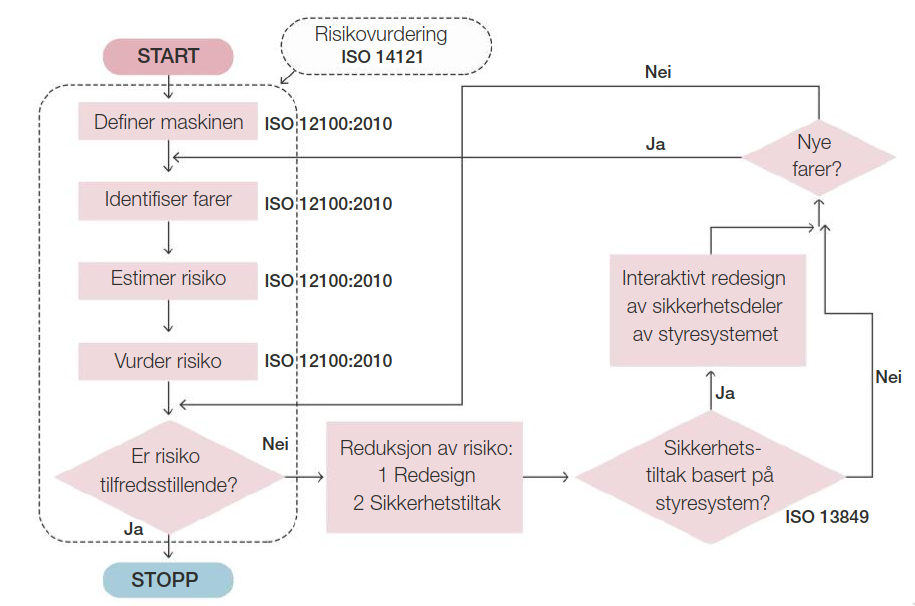 START
Risikovurdering
ISO 14121
Definer maskinen
ISO 12100:2010
Identifiser farer
ISO 12100:2010
Estimer risiko
ISO 12100:2010
Vurder risiko
ISO 12100:2010
Er risiko
tilfredsstillende?
Nei
Ja
STOPP
Reduksjon av risiko:
1 Redesign
2 Sikkerhetstiltak
Sikkerhets-
tiltak basert på
styresystem?
ISO 13849
Ja
Nei
Interaktivt redesign
av sikkerhetsdeler
av styresystemet
Nye
farer?
Nei
Ja